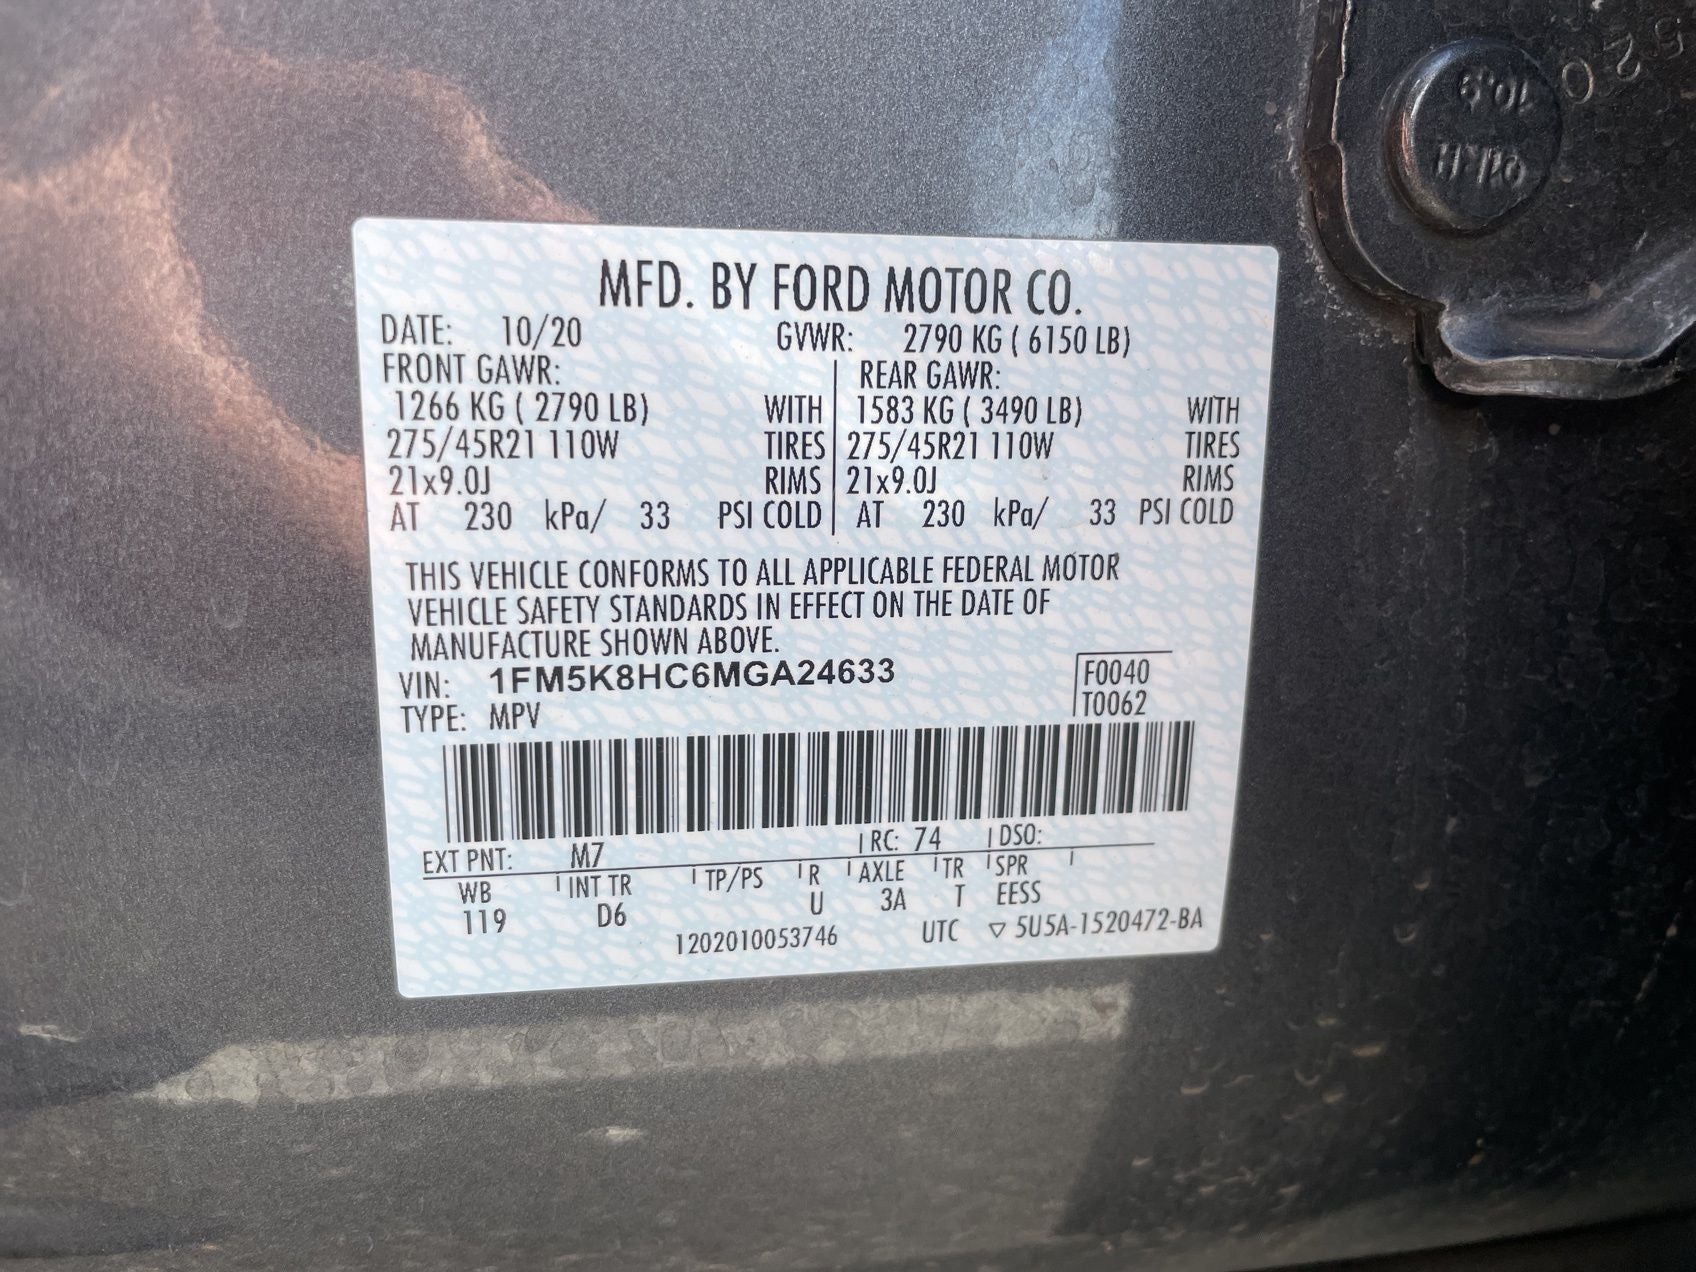 MFD. BY FORD MOTOR CO.
DATE: 10/20 GVWR: 2790 KG ( 6150 LB)
FRONT GAWR: REAR GAWR:
1266 KG ( 2790 LB) WITH 1583 KG ( 3490 LB) WITH
275/45R21 110W TIRES 275/45R21 110W TIRES
21x9.0J RIMS 21x9.0J RIMS
AT 230 kPa/ 33 PSI COLD AT 230 kPa/ 33 PSI COLD
THIS VEHICLE CONFORMS TO ALL APPLICABLE FEDERAL MOTOR
VEHICLE SAFETY STANDARDS IN EFFECT ON THE DATE OF
MANUFACTURE SHOWN ABOVE.
VIN: 1FM5K8HC6MGA24633 F0040
TYPE: MPV T0062
EXT PNT: M7 RC: 74 DSO:
WB INT TR TP/PS R AXLE TR SPR
119 D6 U 3A T EESS
1202010053746 UTC ▽ 5U5A-1520472-BA
10.9
520